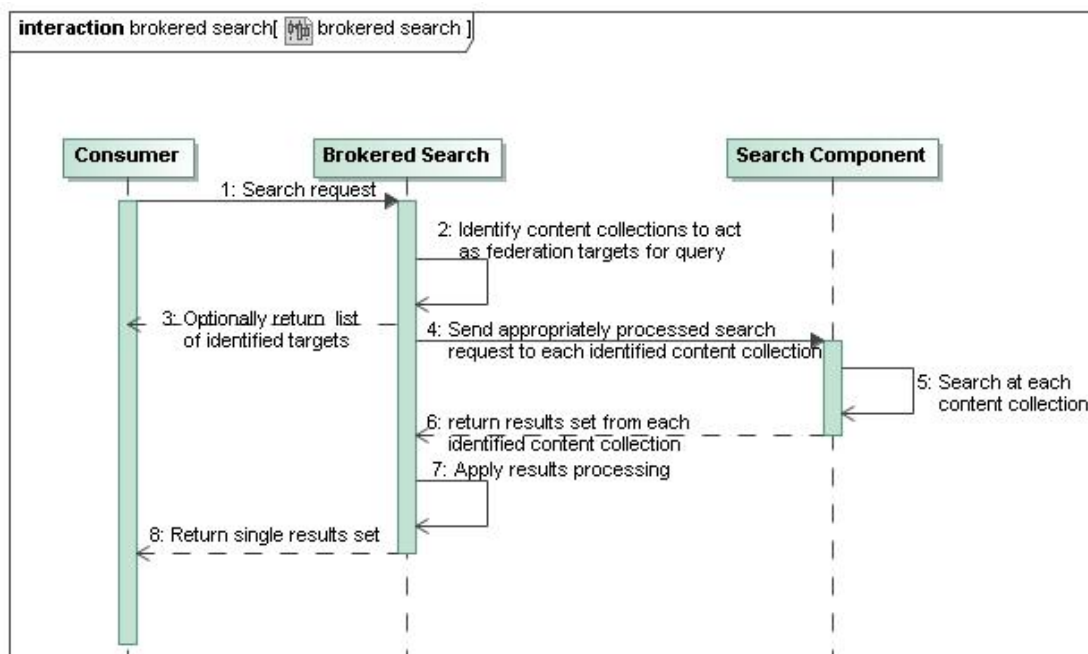 interaction brokered search[ brokered search ]
Consumer
Brokered Search
Search Component
1: Search request
2: Identify content collections to act
as federation targets for query
3: Optionally return list
of identified targets
4: Send appropriately processed search
request to each identified content collection
5: Search at each
content collection
6: return results set from each
identified content collection
7: Apply results processing
8: Return single results set